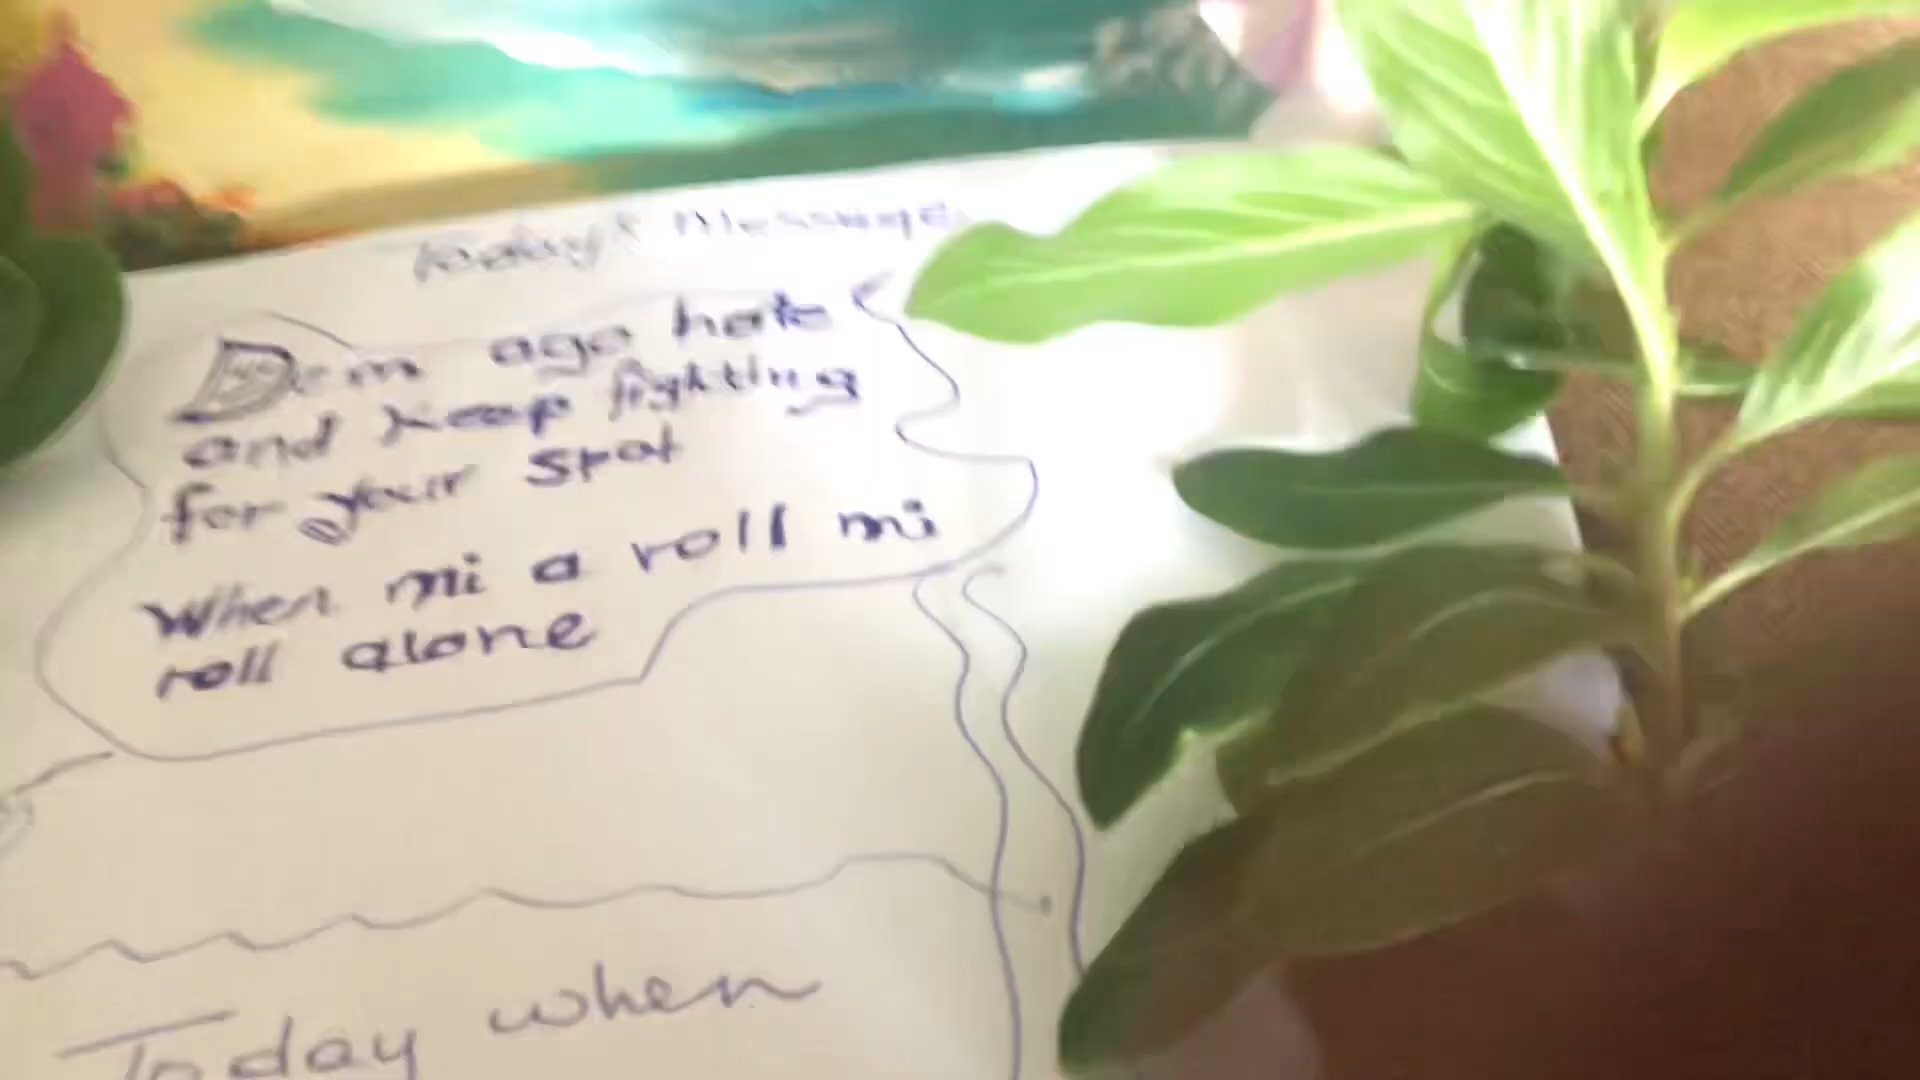 Today's Message
Dem ago hate
and keep fighting
for your spot
When mi a roll mi
roll alone
Today when